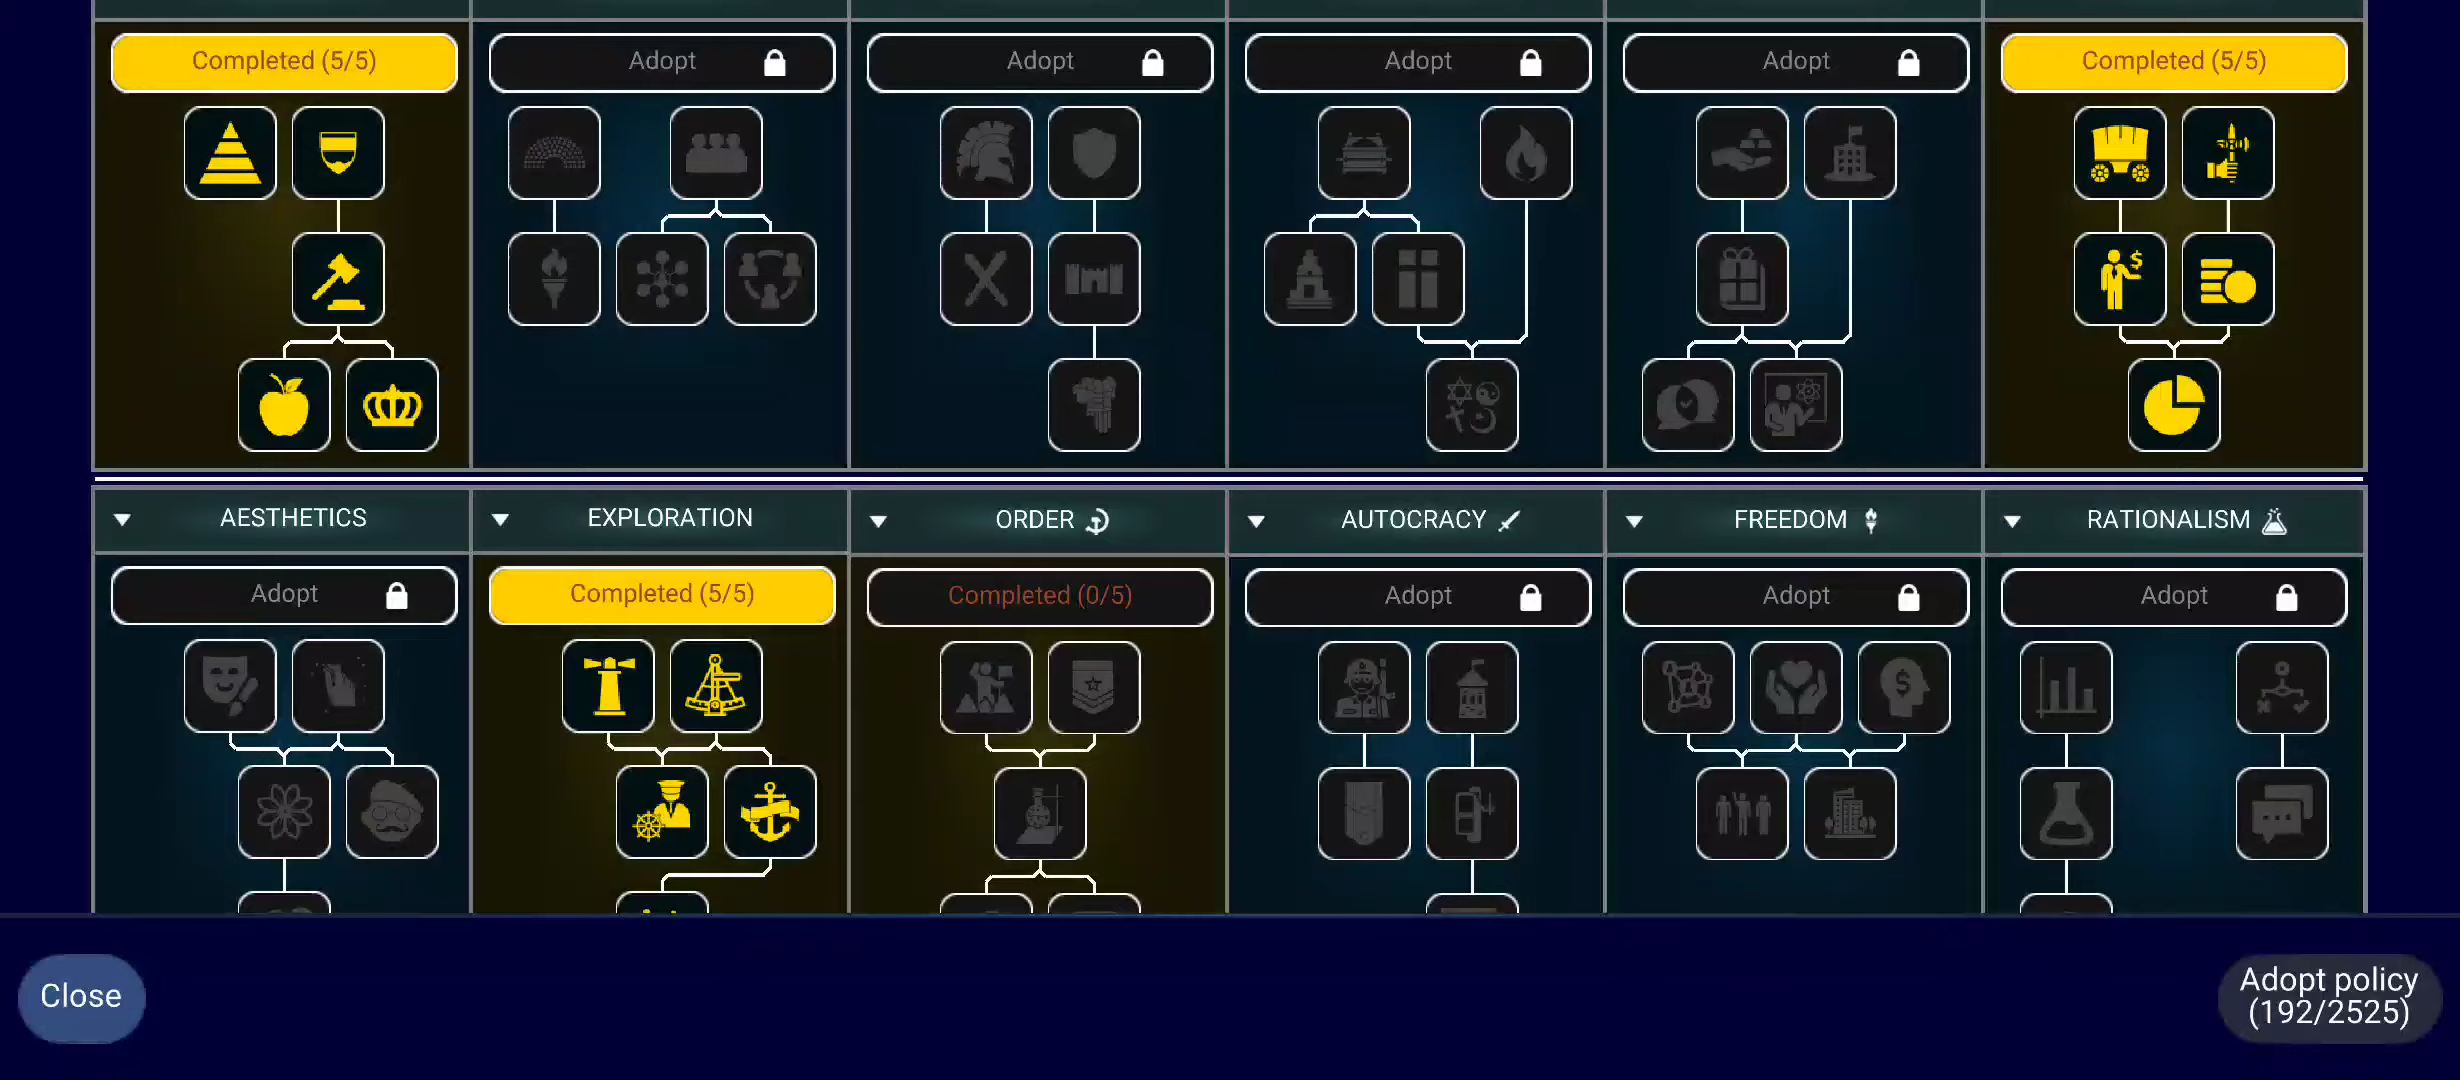 Completed (5/5)
Adopt
Adopt
Adopt
Adopt
Completed (5/5)
AESTHETICS
EXPLORATION
ORDER
AUTOCRACY
FREEDOM
RATIONALISM
Adopt
Completed (5/5)
Completed (0/5)
Adopt
Adopt
Adopt
Close
Adopt policy
(192/2525)